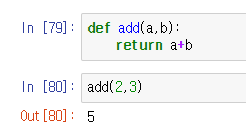 In [79]: def add(a,b):
    return a+b
In [80]: add(2,3)
Out[80]: 5